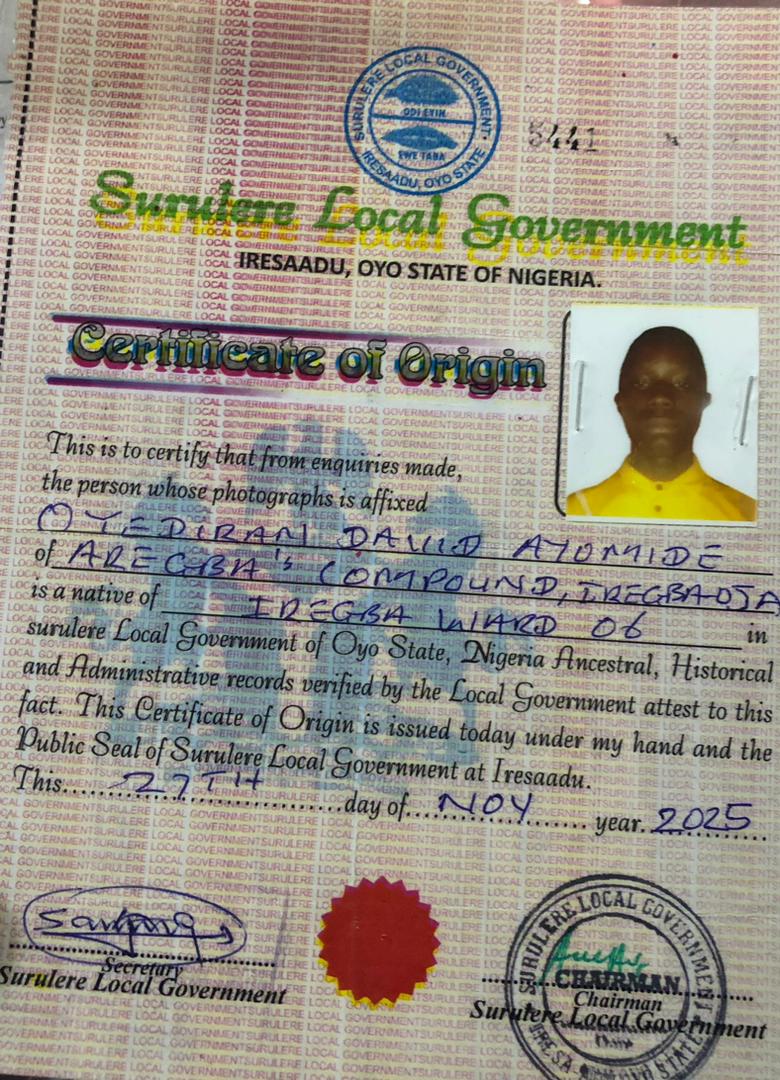 SURULERE LOCAL GOVERNMENT
ODI EYIN
EWE TABA
IRESAADU, OYO STATE
5441
Surulere Local Government
IRESAADU, OYO STATE OF NIGERIA.
Certificate of Origin
This is to certify that from enquiries made,
the person whose photographs is affixed
OYEDIRAN DAVID AYOMIDE
of AREGBA's COMPOUND, IREGBA OJA
is a native of IREGBA WARD 06 in
surulere Local Government of Oyo State, Nigeria Ancestral, Historical
and Administrative records verified by the Local Government attest to this
fact. This Certificate of Origin is issued today under my hand and the
Public Seal of Surulere Local Government at Iresaadu.
This 27TH day of NOV year. 2025
Secretary
Surulere Local Government
SURULERE LOCAL GOVERNMENT
CHAIRMAN
Chairman
Surulere Local Government